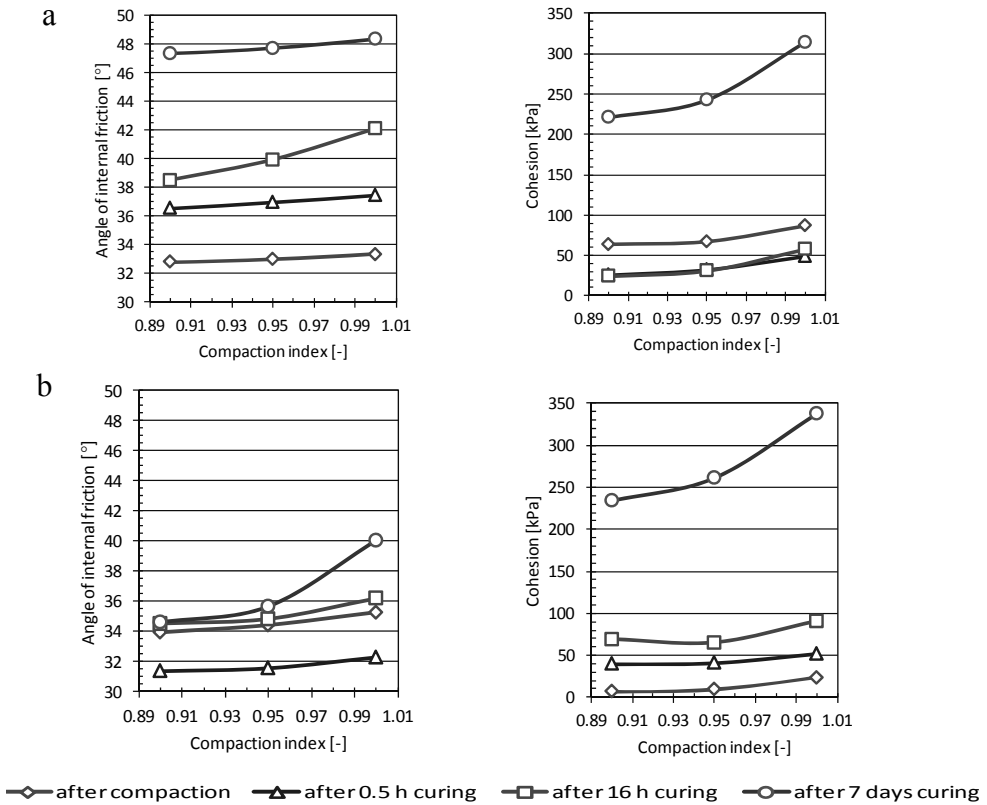 a
50
48
46
44
42
40
38
36
34
32
30
Angle of internal friction [°]
0.89 0.91 0.93 0.95 0.97 0.99 1.01
Compaction index [-]
350
300
250
200
150
100
50
0
Cohesion [kPa]
0.89 0.91 0.93 0.95 0.97 0.99 1.01
Compaction index [-]
b
50
48
46
44
42
40
38
36
34
32
30
Angle of internal friction [°]
0.89 0.91 0.93 0.95 0.97 0.99 1.01
Compaction index [-]
350
300
250
200
150
100
50
0
Cohesion [kPa]
0.89 0.91 0.93 0.95 0.97 0.99 1.01
Compaction index [-]
after compaction after 0.5 h curing after 16 h curing after 7 days curing